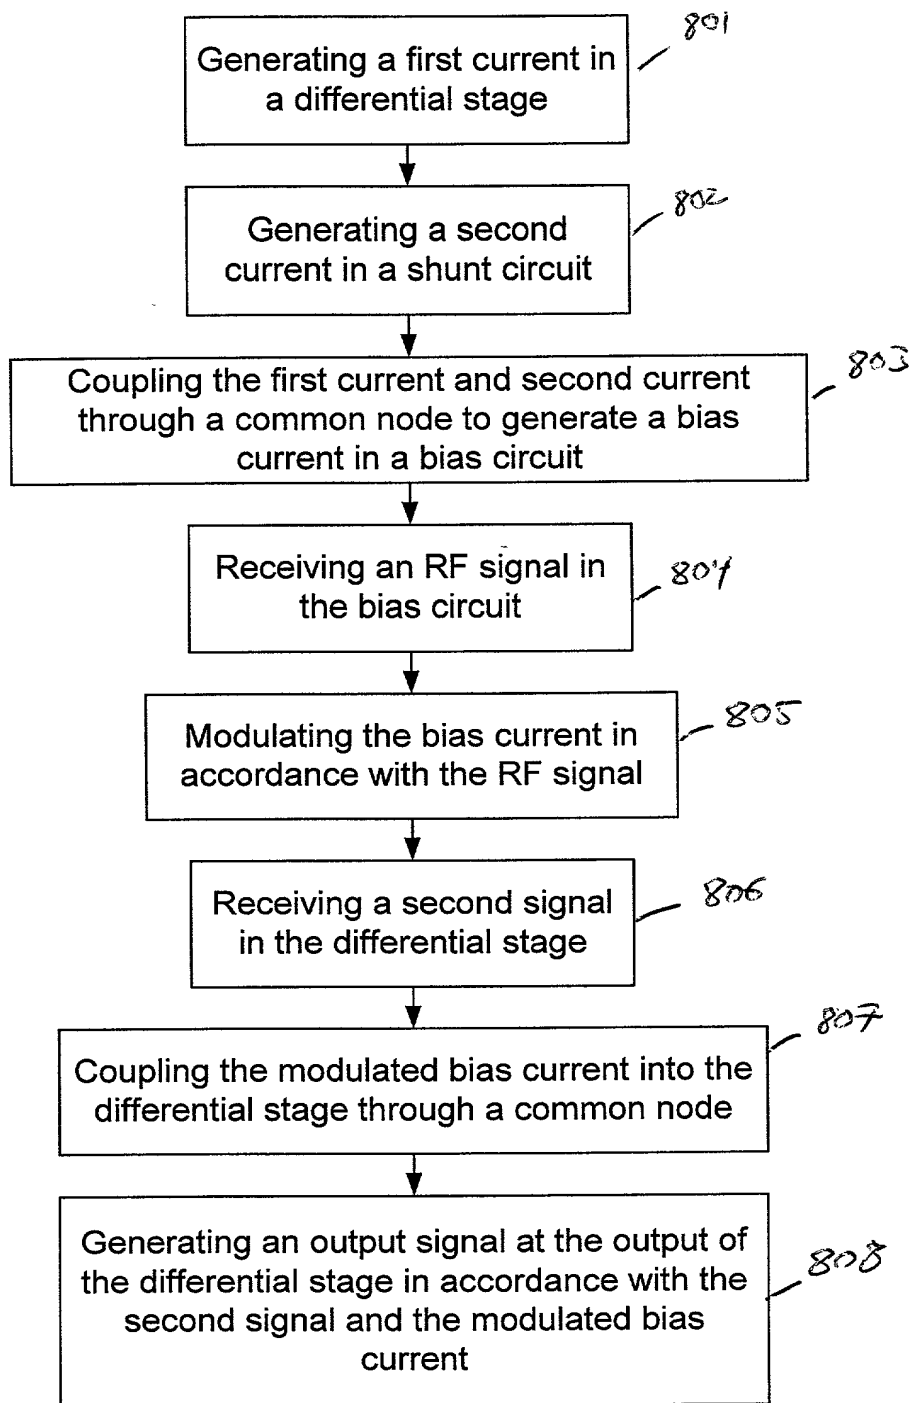 801
Generating a first current in
a differential stage
802
Generating a second
current in a shunt circuit
803
Coupling the first current and second current
through a common node to generate a bias
current in a bias circuit
804
Receiving an RF signal in
the bias circuit
805
Modulating the bias current in
accordance with the RF signal
806
Receiving a second signal
in the differential stage
807
Coupling the modulated bias current into the
differential stage through a common node
808
Generating an output signal at the output of
the differential stage in accordance with the
second signal and the modulated bias
current